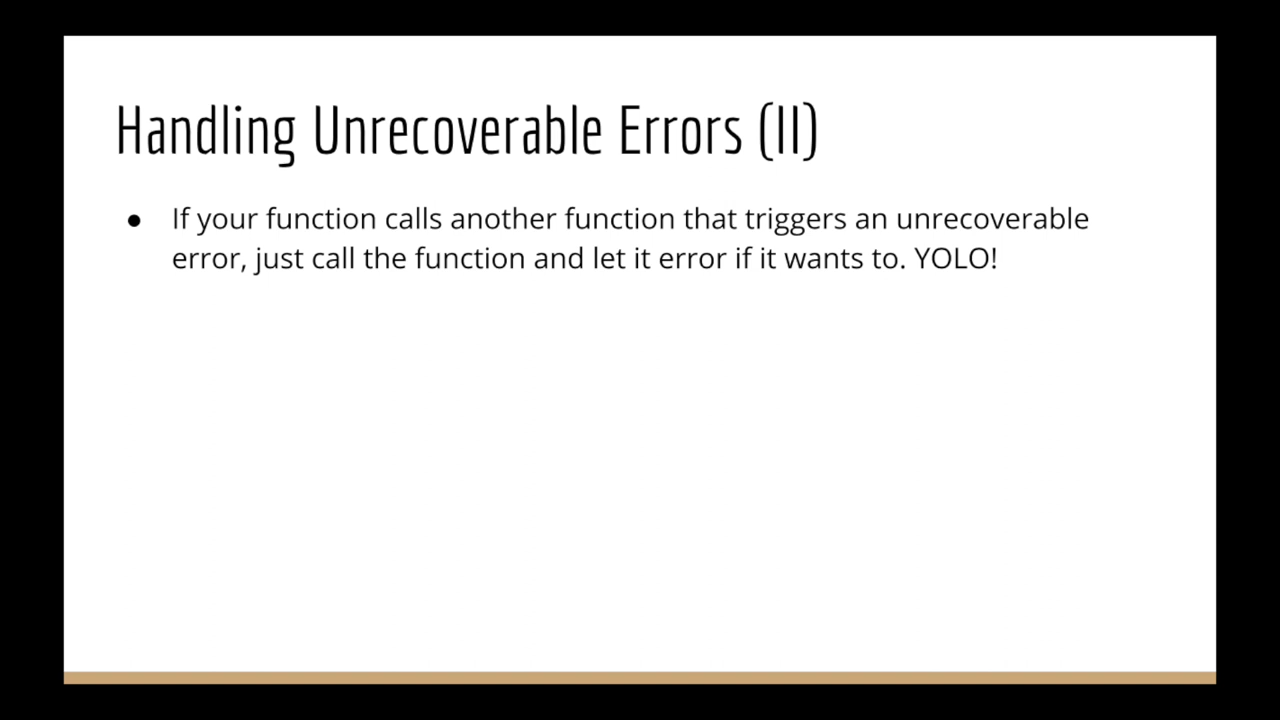 Handling Unrecoverable Errors (II)
● If your function calls another function that triggers an unrecoverable
error, just call the function and let it error if it wants to. YOLO!